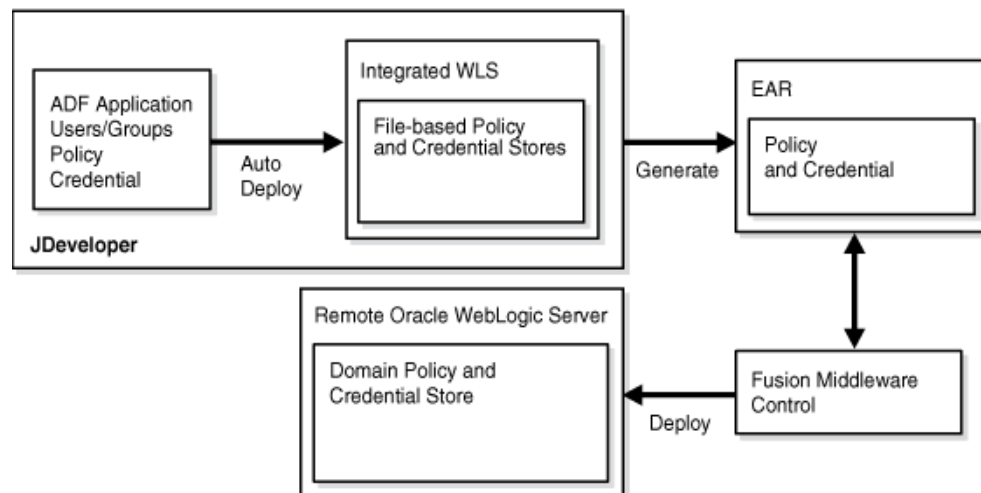 ADF Application
Users/Groups
Policy
Credential
Auto
Deploy
Integrated WLS
File-based Policy
and Credential Stores
JDeveloper
Generate
EAR
Policy
and Credential
Remote Oracle WebLogic Server
Domain Policy and
Credential Store
Deploy
Fusion Middleware
Control